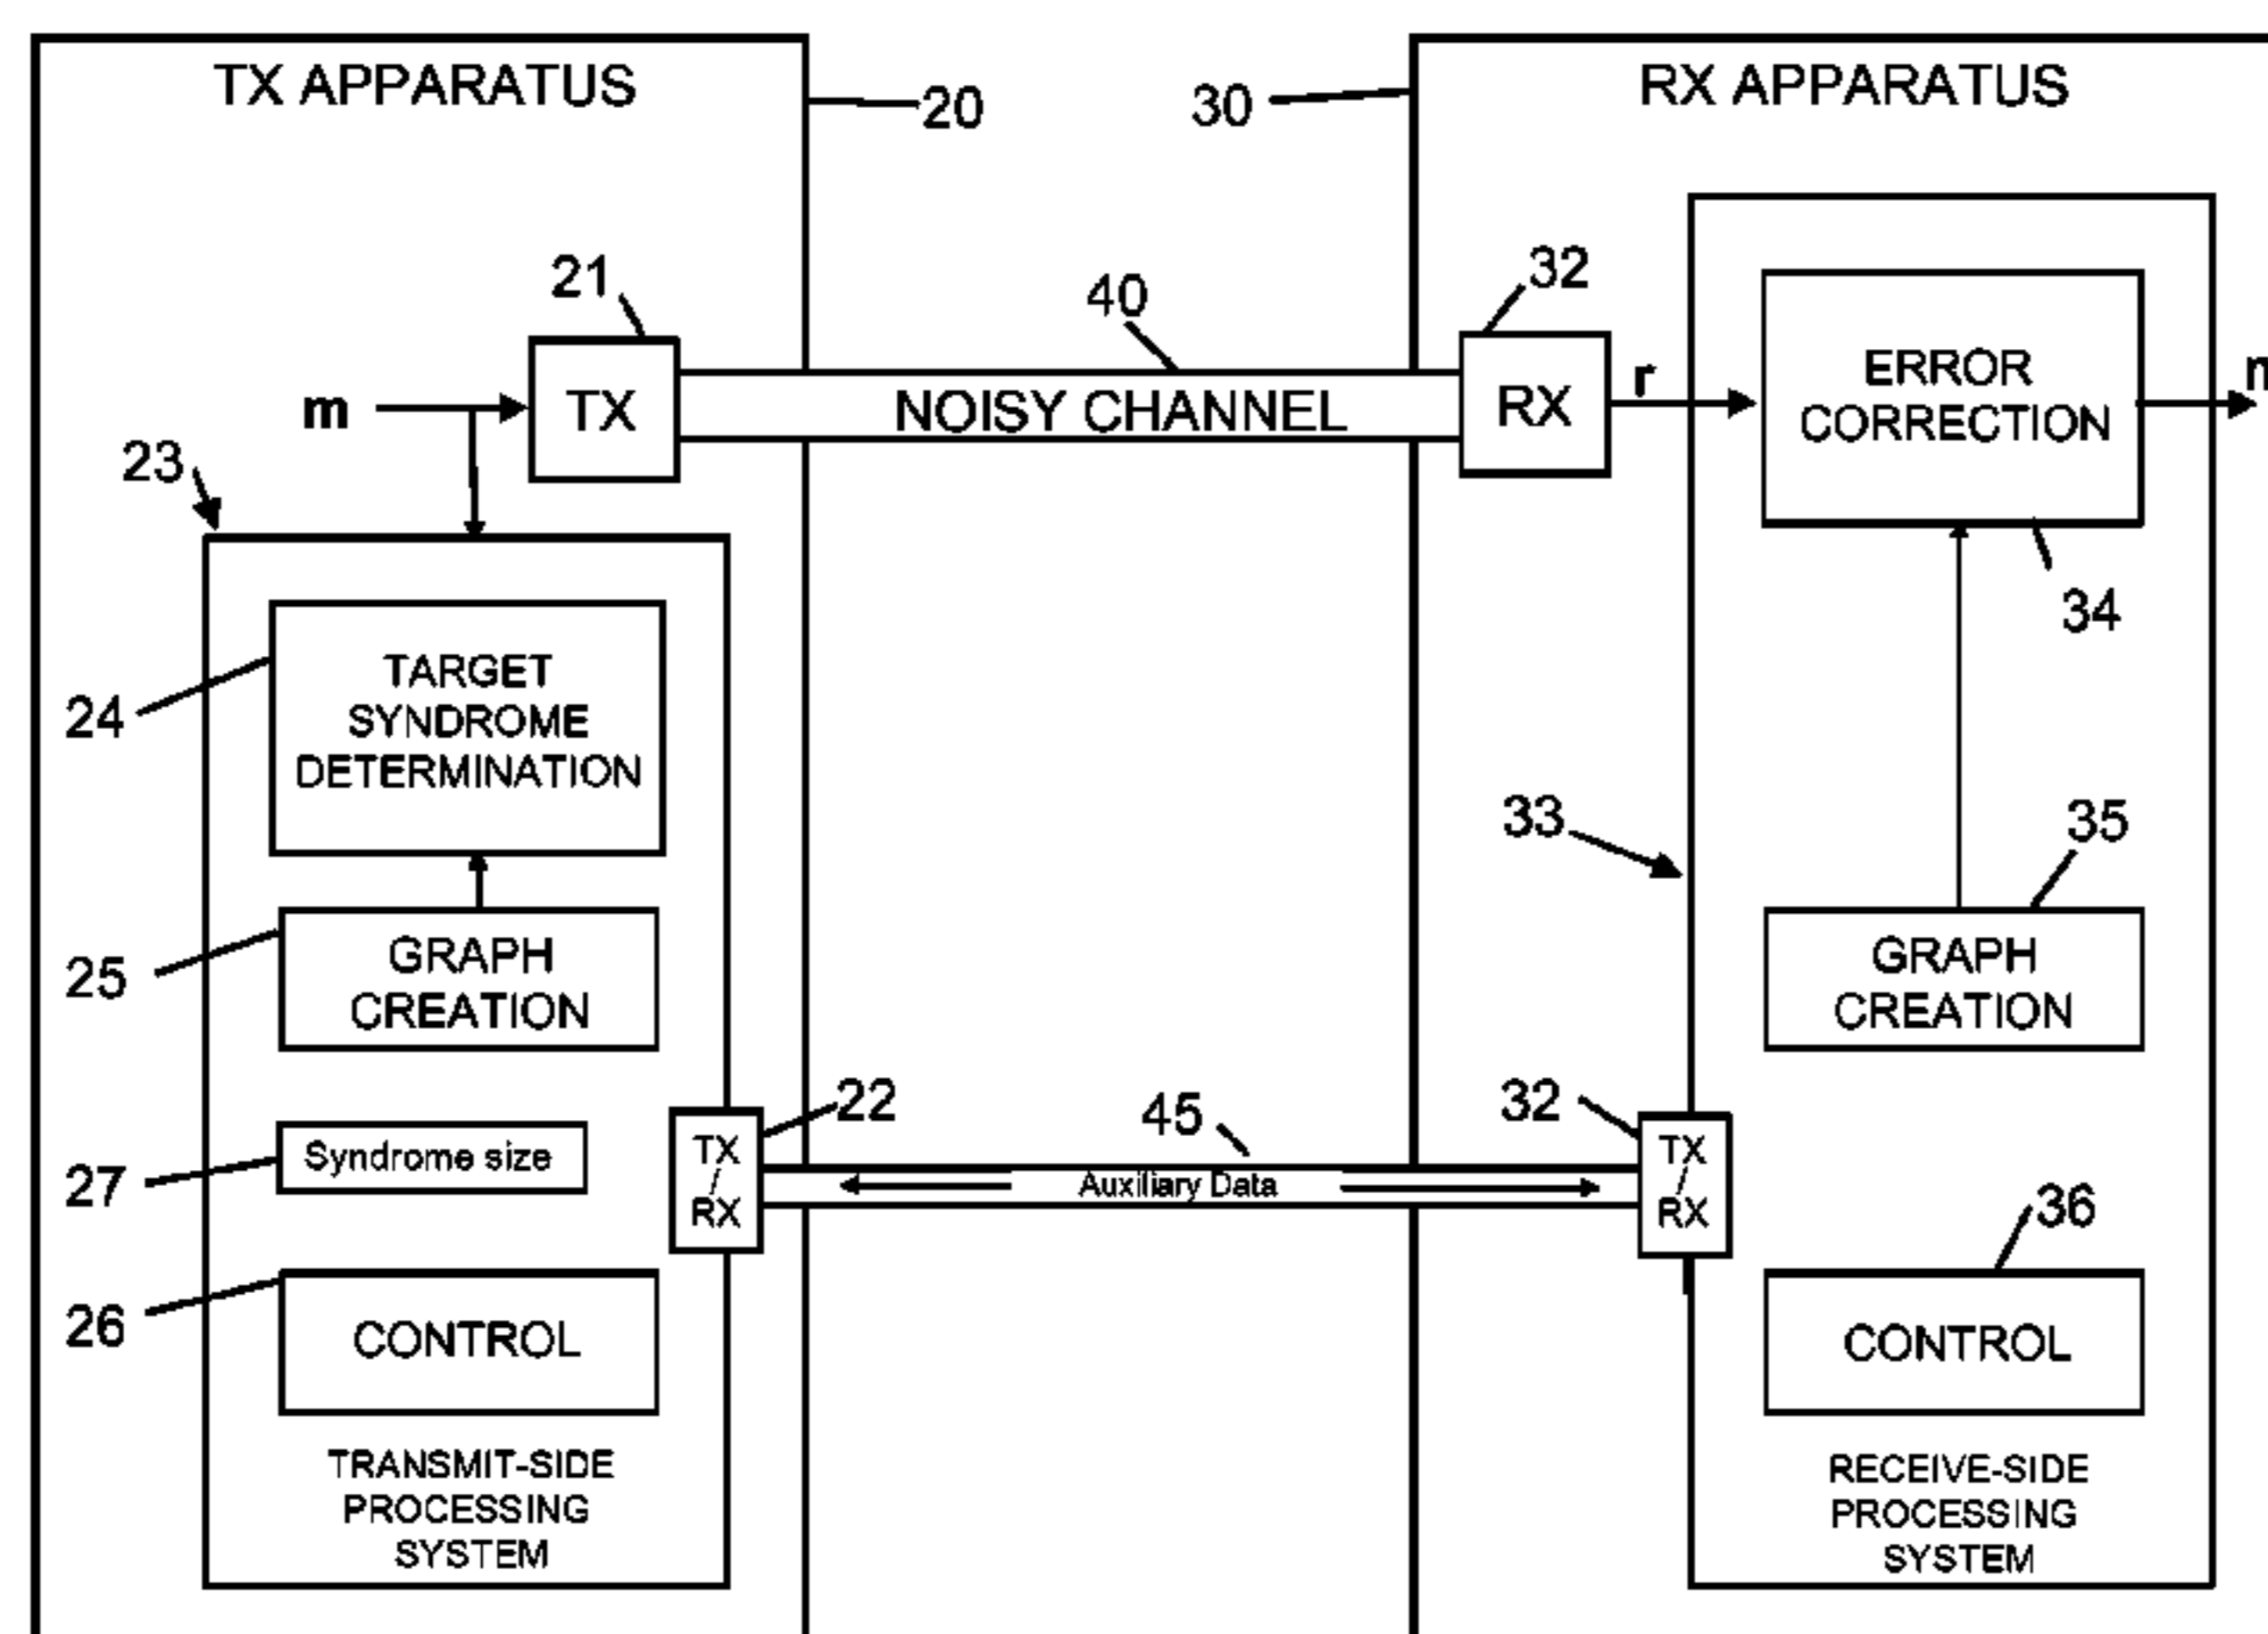 TX APPARATUS
20
30
RX APPARATUS
21
40
32
m
TX
NOISY CHANNEL
RX
r
ERROR
CORRECTION
23
34
24
TARGET
SYNDROME
DETERMINATION
33
35
25
GRAPH
CREATION
GRAPH
CREATION
22
45
32
27
Syndrome size
TX
/
RX
Auxiliary Data
TX
/
RX
36
26
CONTROL
CONTROL
TRANSMIT-SIDE
PROCESSING
SYSTEM
RECEIVE-SIDE
PROCESSING
SYSTEM